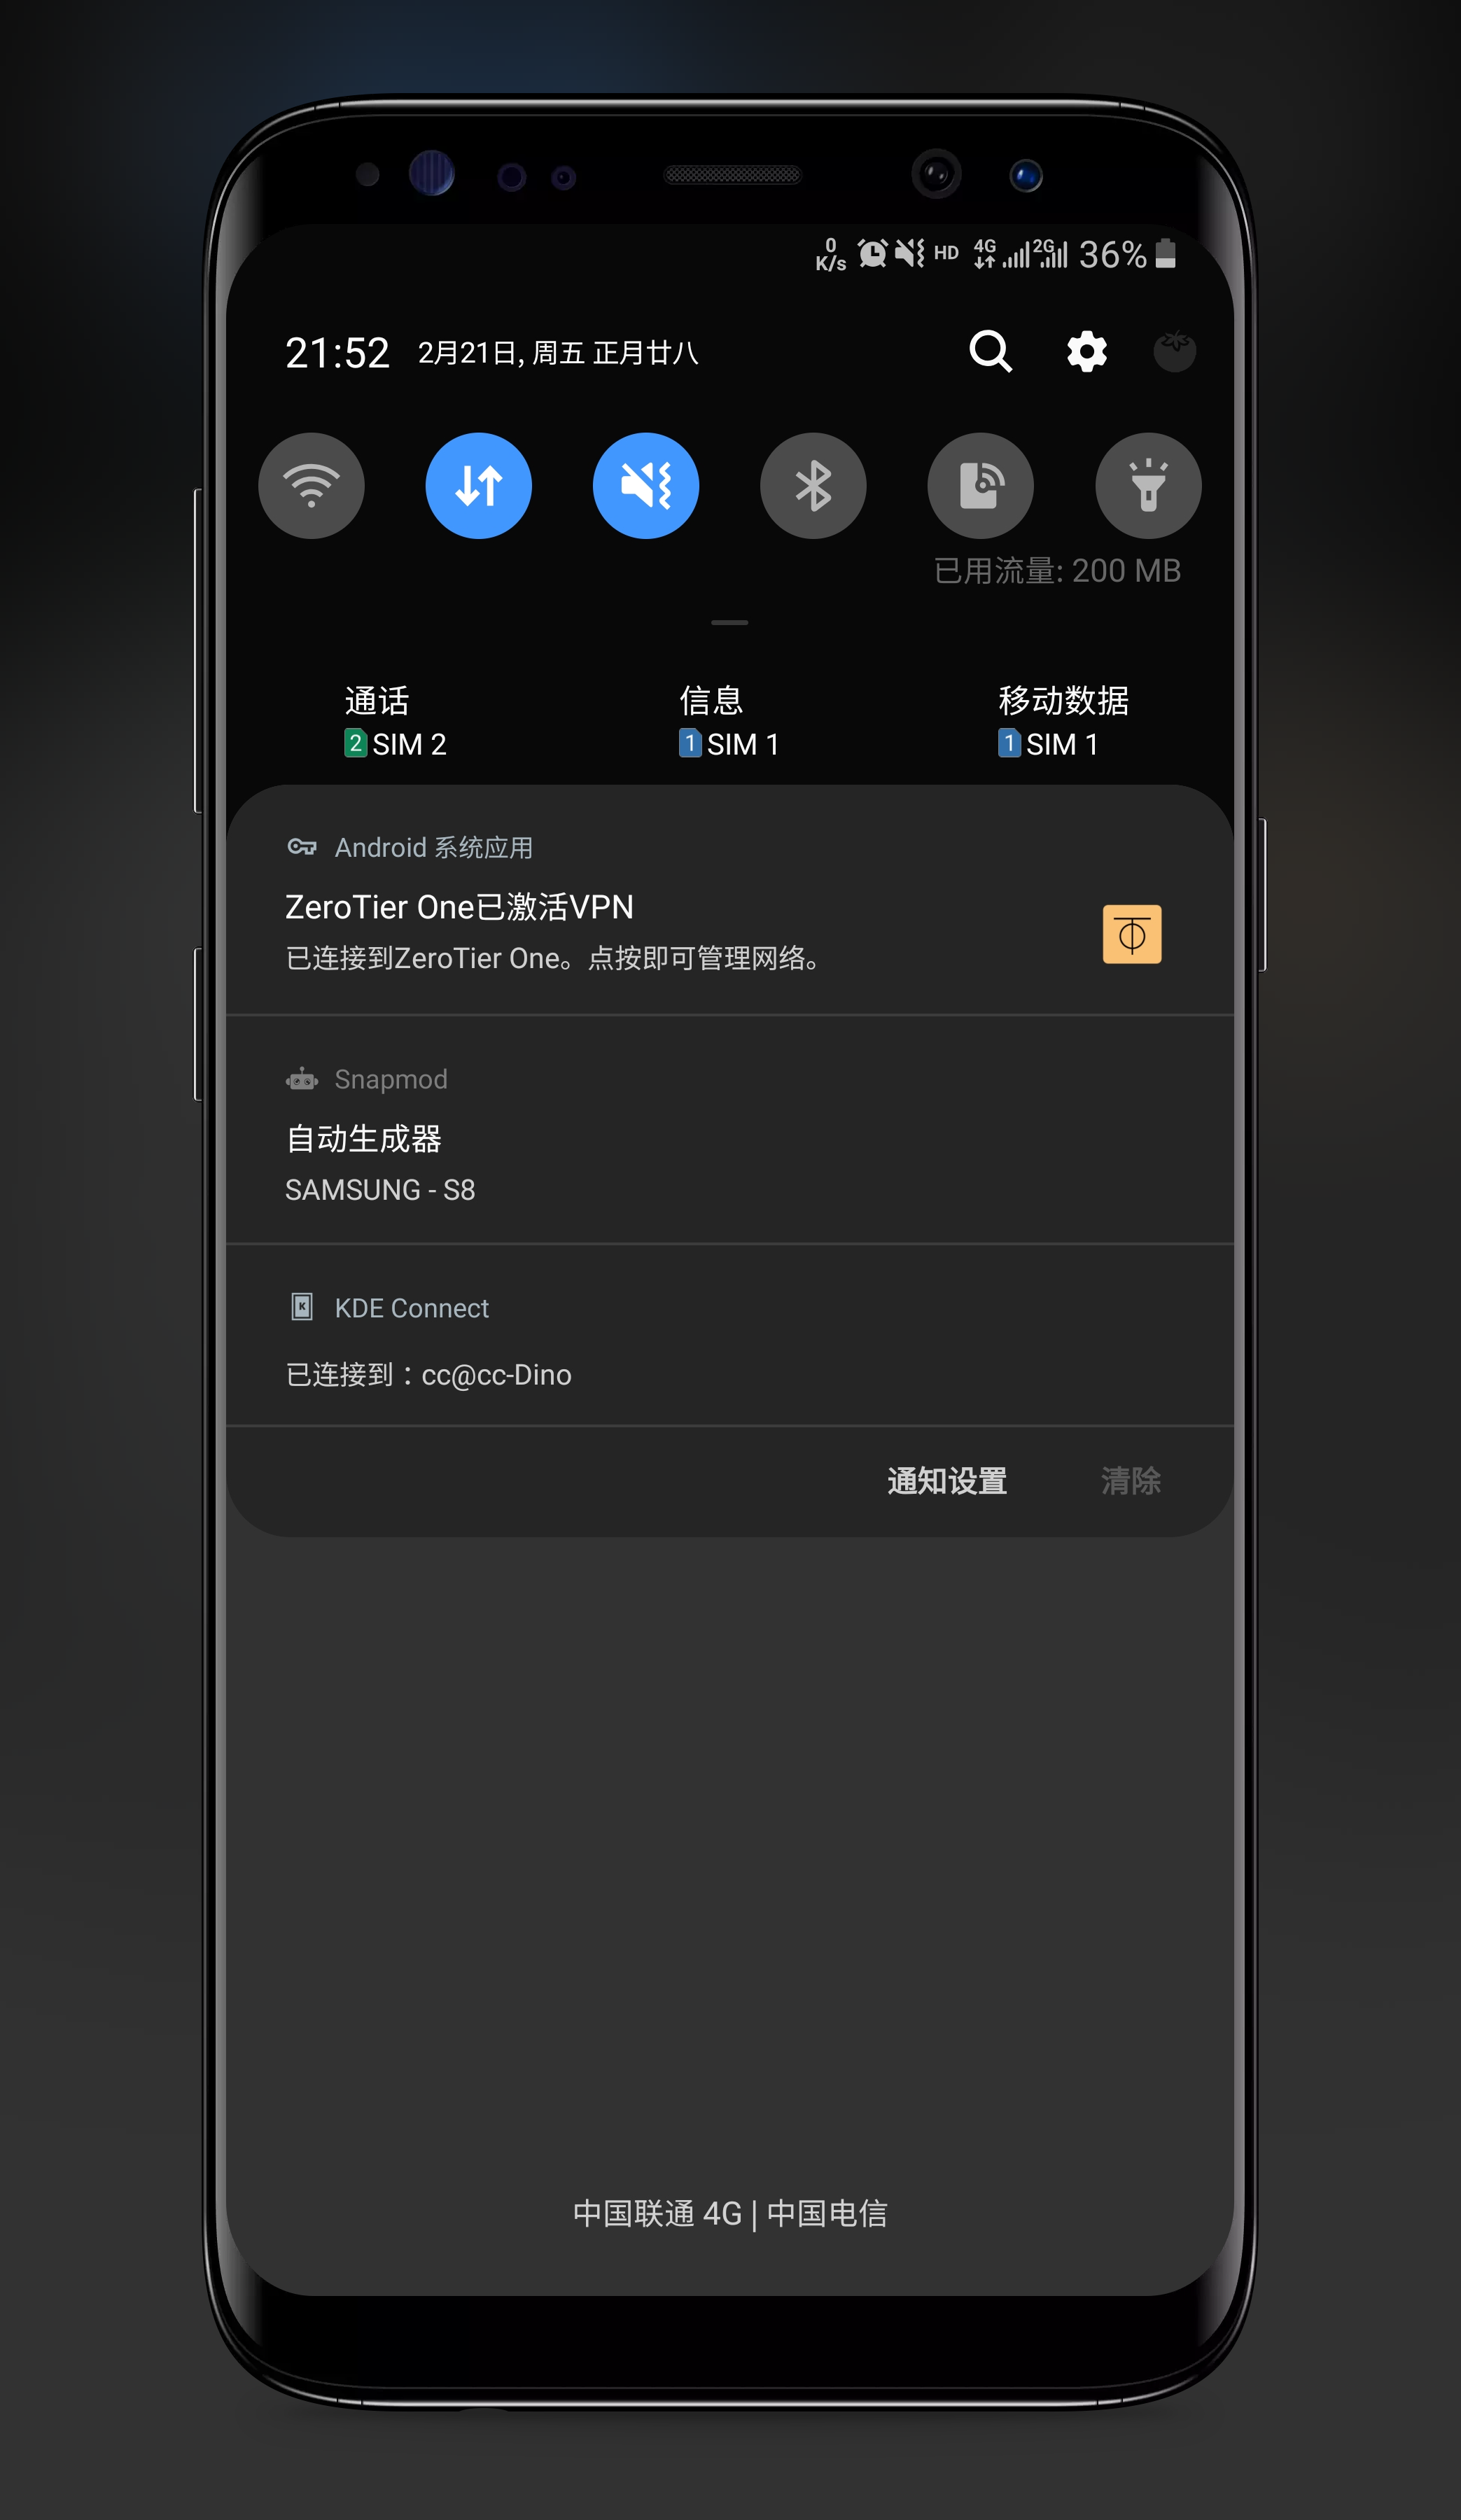 0
K/s
HD 4G 2G 36%
21:52 2月21日, 周五 正月廿八
已用流量: 200 MB
通话 信息 移动数据
2 SIM 2 1 SIM 1 1 SIM 1
Android 系统应用
ZeroTier One已激活VPN
已连接到ZeroTier One。点按即可管理网络。
Snapmod
自动生成器
SAMSUNG - S8
K KDE Connect
已连接到：cc@cc-Dino
通知设置 清除
中国联通 4G | 中国电信